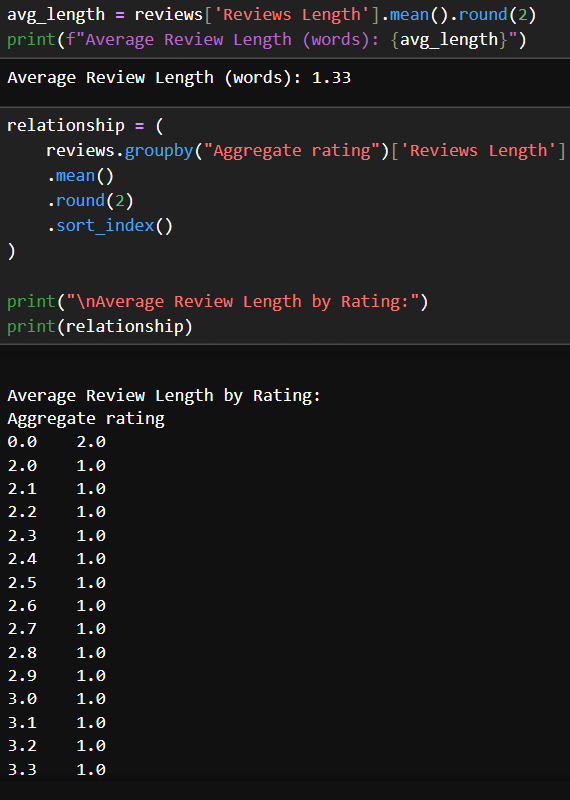 avg_length = reviews['Reviews Length'].mean().round(2)
print(f"Average Review Length (words): {avg_length}")
Average Review Length (words): 1.33
relationship = (
    reviews.groupby("Aggregate rating")['Reviews Length']
    .mean()
    .round(2)
    .sort_index()
)
print("\nAverage Review Length by Rating:")
print(relationship)
Average Review Length by Rating:
Aggregate rating
0.0    2.0
2.0    1.0
2.1    1.0
2.2    1.0
2.3    1.0
2.4    1.0
2.5    1.0
2.6    1.0
2.7    1.0
2.8    1.0
2.9    1.0
3.0    1.0
3.1    1.0
3.2    1.0
3.3    1.0